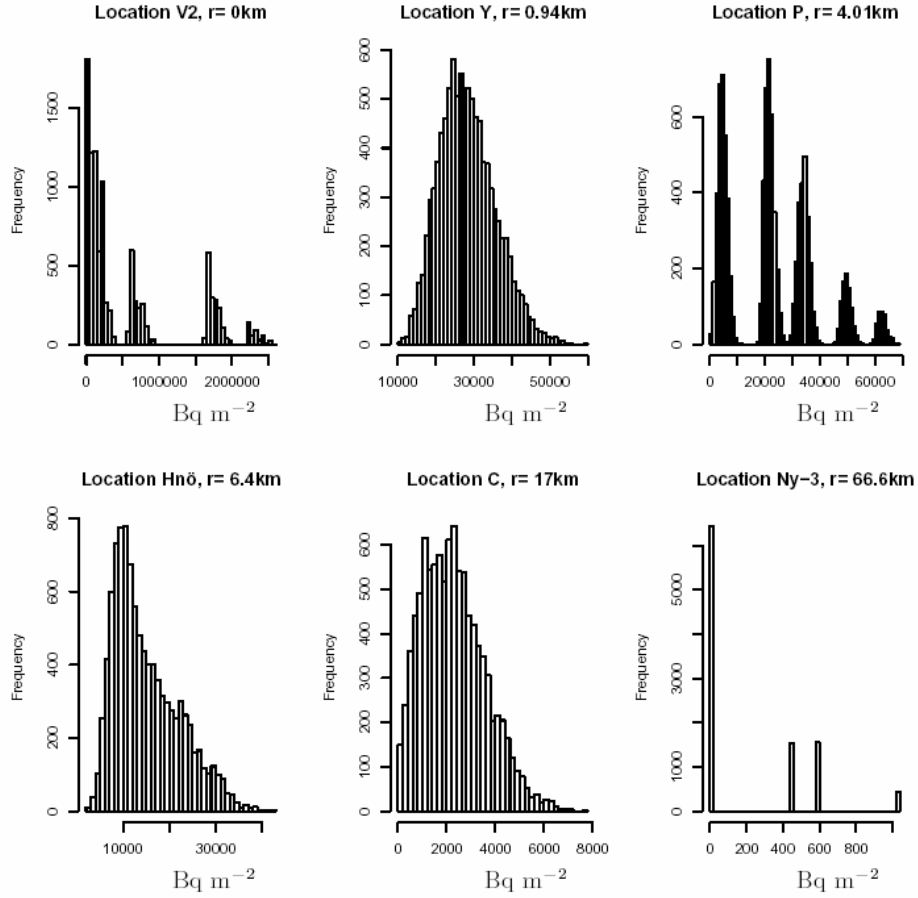 Location V2, r= 0km
Frequency
0 500 1000 1500
0 1000000 2000000
Bq m−2
Location Y, r= 0.94km
Frequency
0 100 200 300 400 500 600
10000 30000 50000
Bq m−2
Location P, r= 4.01km
Frequency
0 200 400 600
0 20000 40000 60000
Bq m−2
Location Hnö, r= 6.4km
Frequency
0 200 400 600 800
10000 30000
Bq m−2
Location C, r= 17km
Frequency
0 100 200 300 400 500 600
0 2000 4000 6000 8000
Bq m−2
Location Ny−3, r= 66.6km
Frequency
0 1000 3000 5000
0 200 400 600 800
Bq m−2